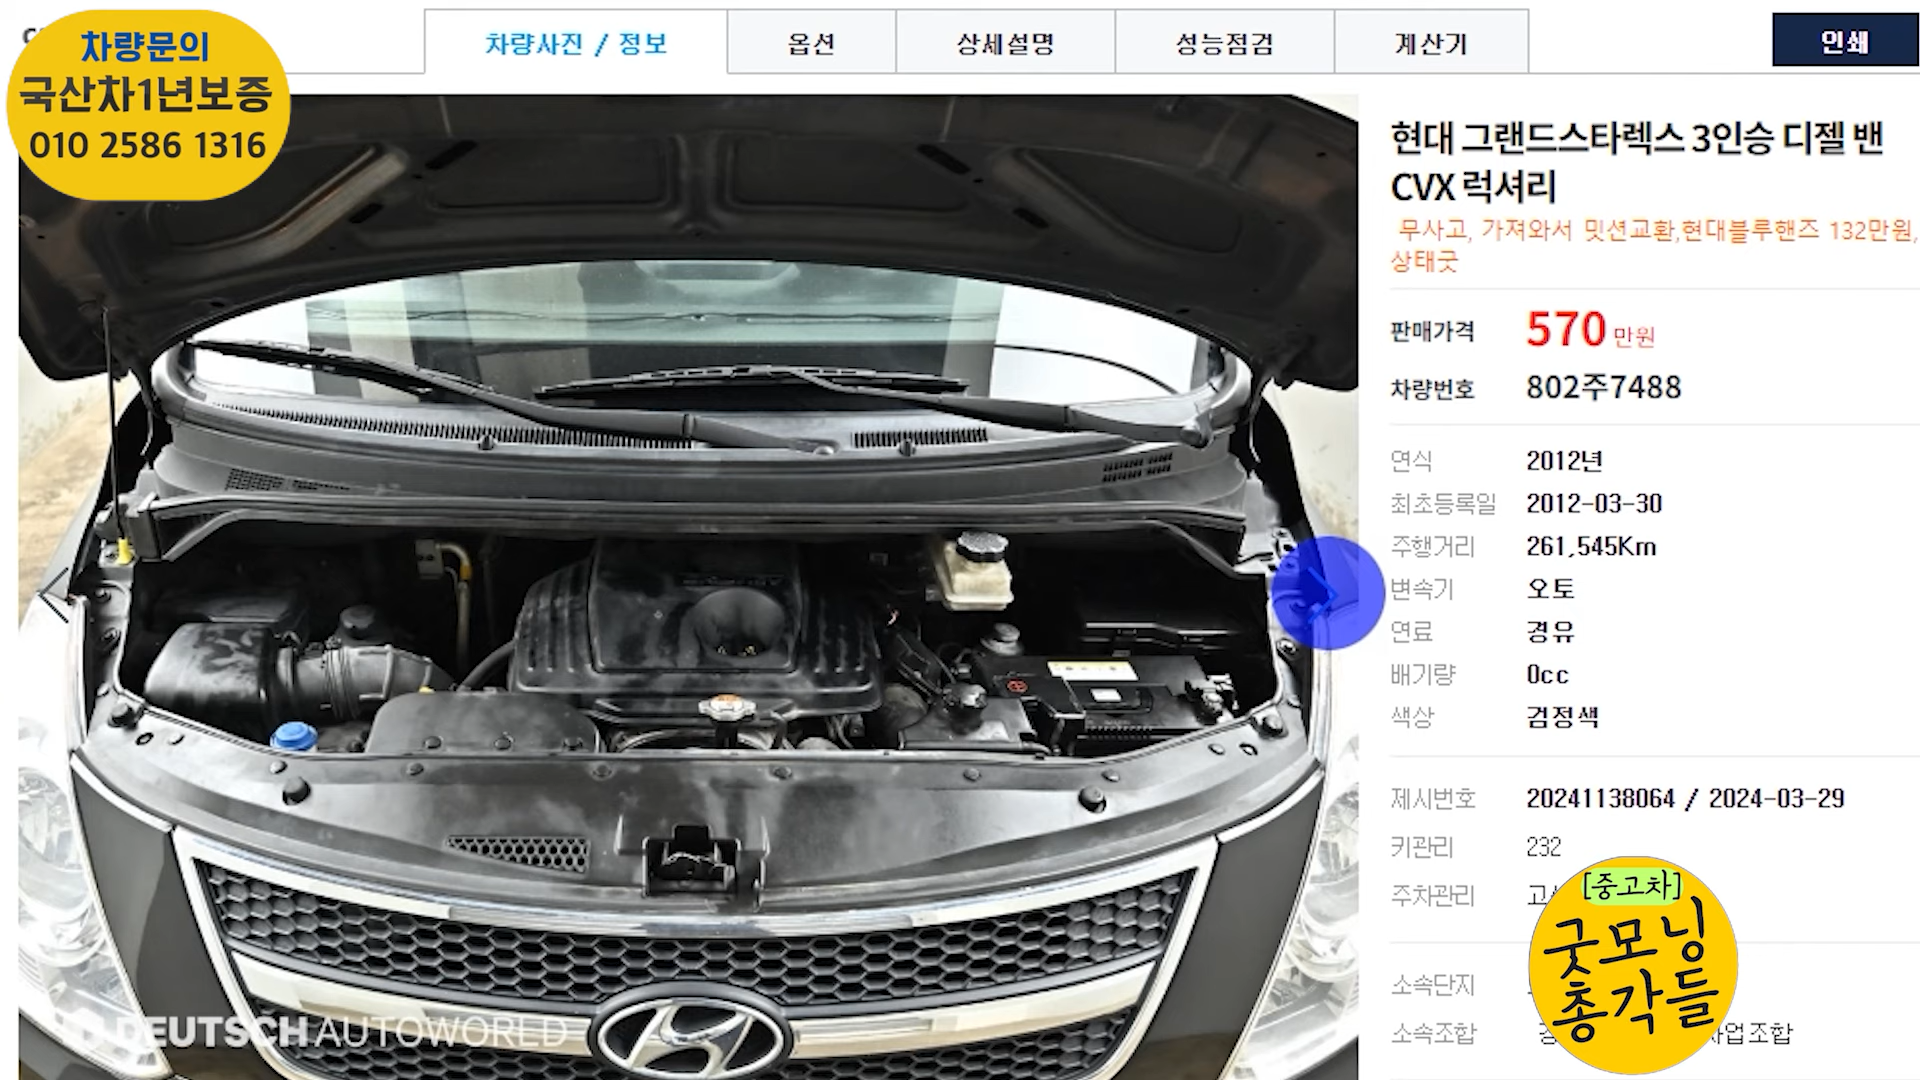 차량문의
국산차1년보증
010 2586 1316
차량사진 / 정보
옵션
상세설명
성능점검
계산기
인쇄
현대 그랜드스타렉스 3인승 디젤 밴
CVX 럭셔리
무사고, 가져와서 밋션교환,현대블루핸즈 132만원,
상태굿
판매가격 570 만원
차량번호 802주7488
연식 2012년
최초등록일 2012-03-30
주행거리 261,545Km
변속기 오토
연료 경유
배기량 0cc
색상 검정색
제시번호 20241138064 / 2024-03-29
키관리 232
주차관리
소속단지
소속조합
[중고차]
굿모닝
총각들
DEUTSCH AUTOWORLD